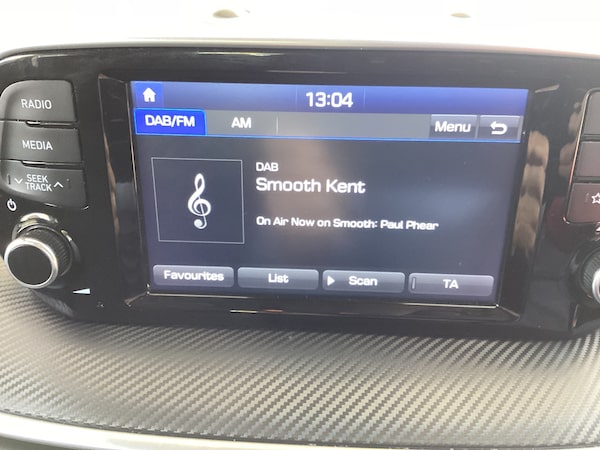 RADIO
MEDIA
SEEK
TRACK
13:04
DAB/FM AM Menu
DAB
Smooth Kent
On Air Now on Smooth: Paul Phear
Favourites List Scan TA